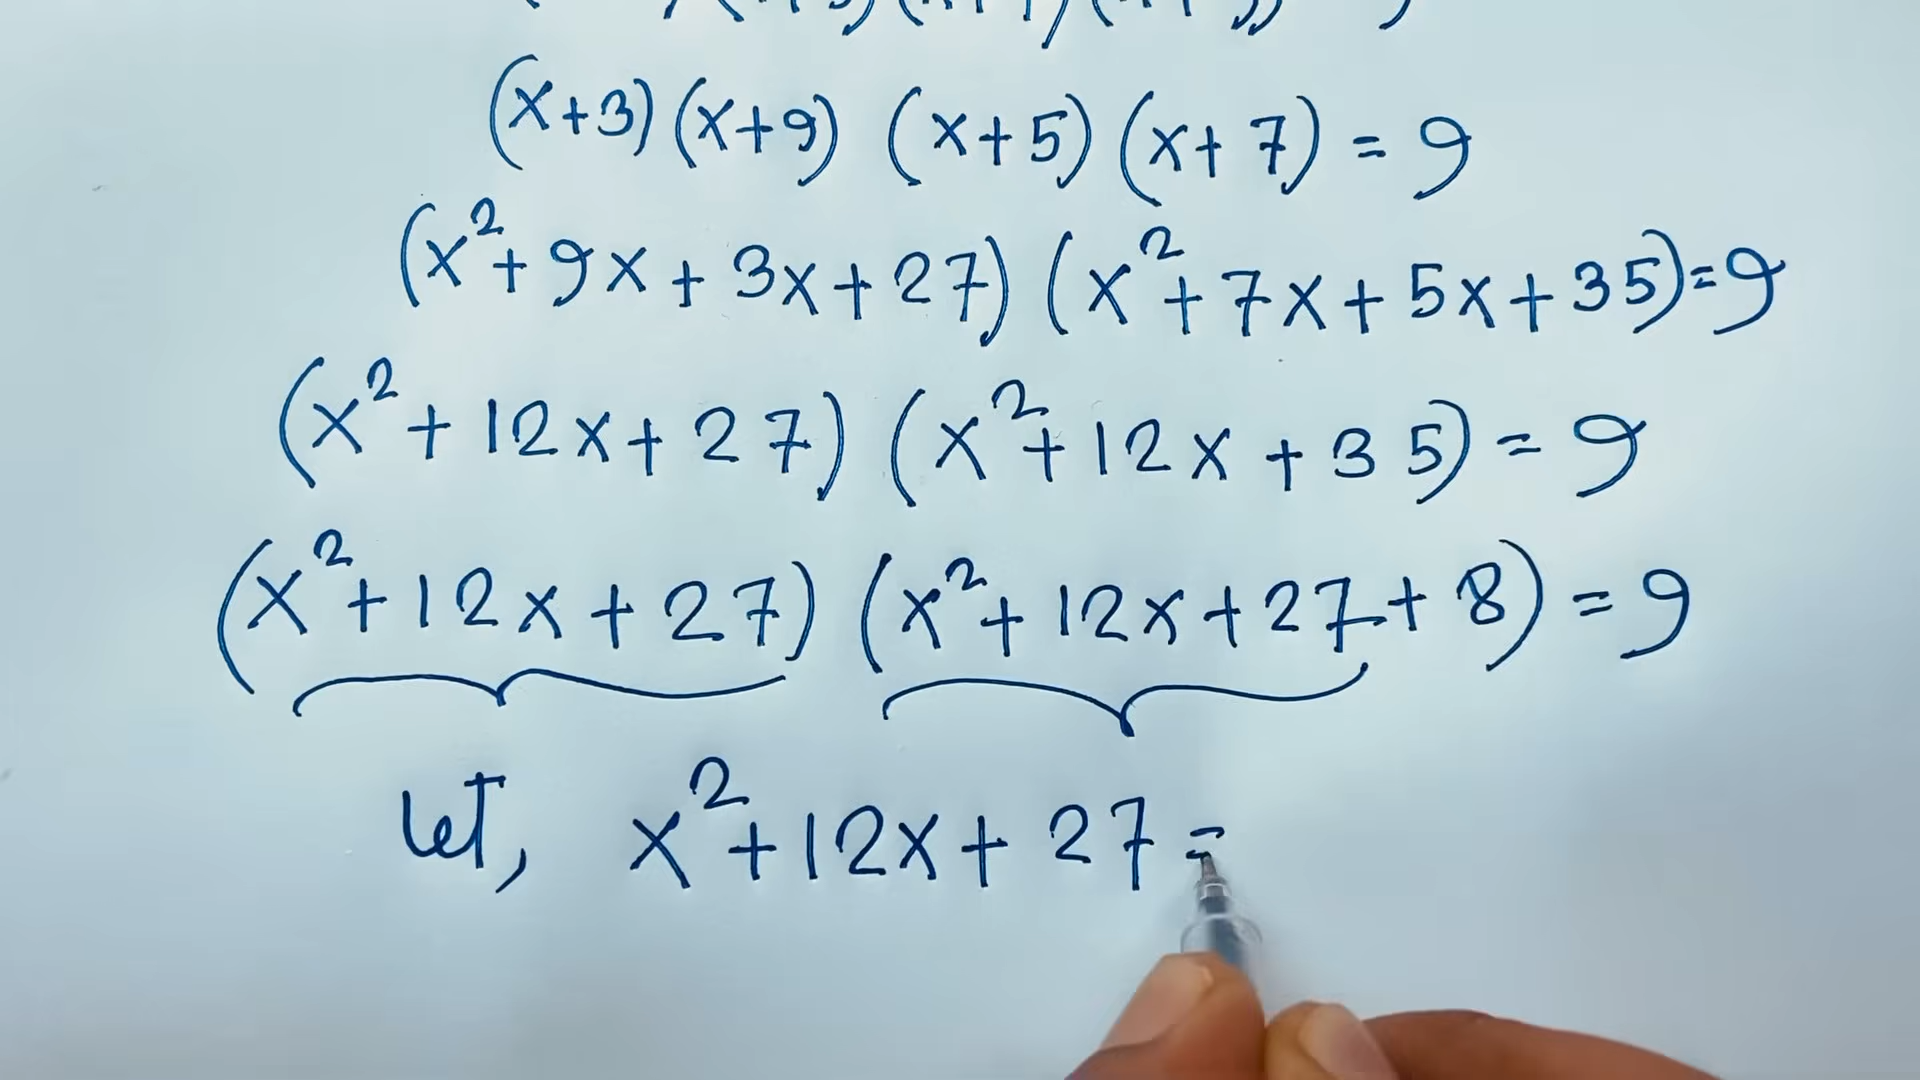 (x+3)(x+9) (x+5)(x+7) = 9
(x²+9x+3x+27)(x²+7x+5x+35)=9
(x²+12x+27)(x²+12x+35)=9
(x²+12x+27)(x²+12x+27+8)=9
let, x²+12x+27=